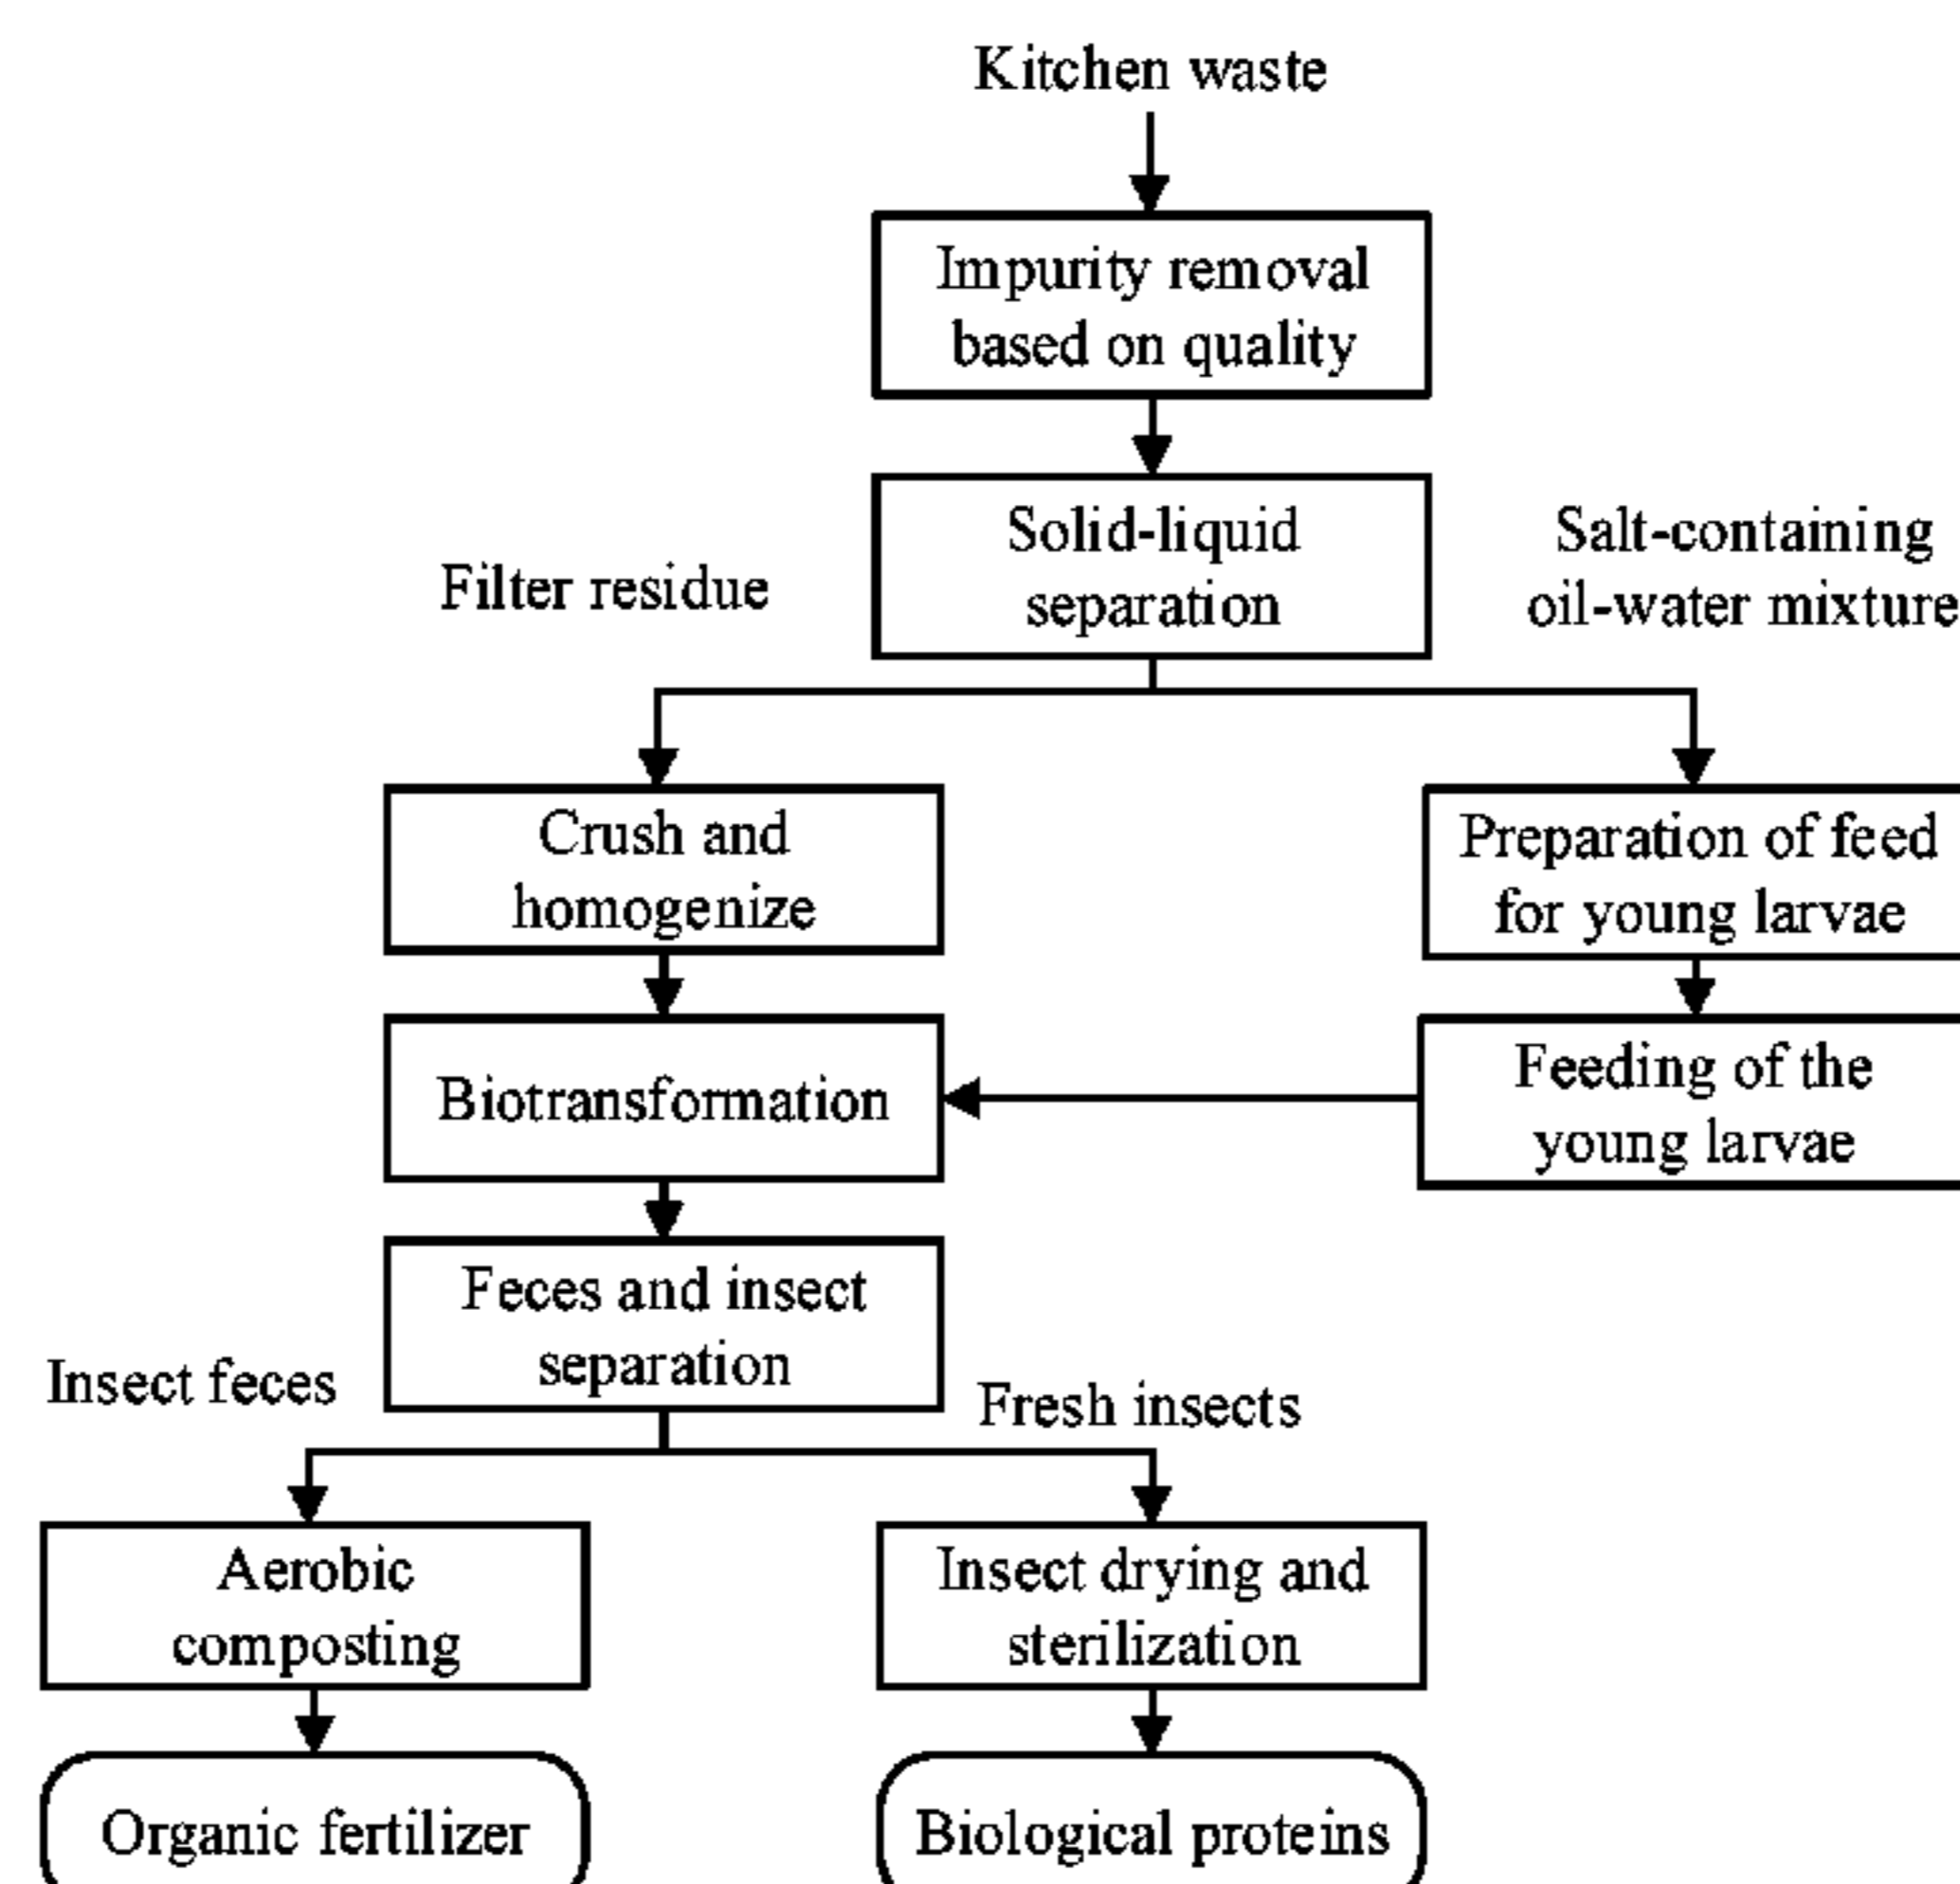 Kitchen waste
Impurity removal
based on quality
Solid-liquid
separation
Filter residue
Salt-containing
oil-water mixture
Crush and
homogenize
Preparation of feed
for young larvae
Biotransformation
Feeding of the
young larvae
Feces and insect
separation
Insect feces
Fresh insects
Aerobic
composting
Insect drying and
sterilization
Organic fertilizer
Biological proteins